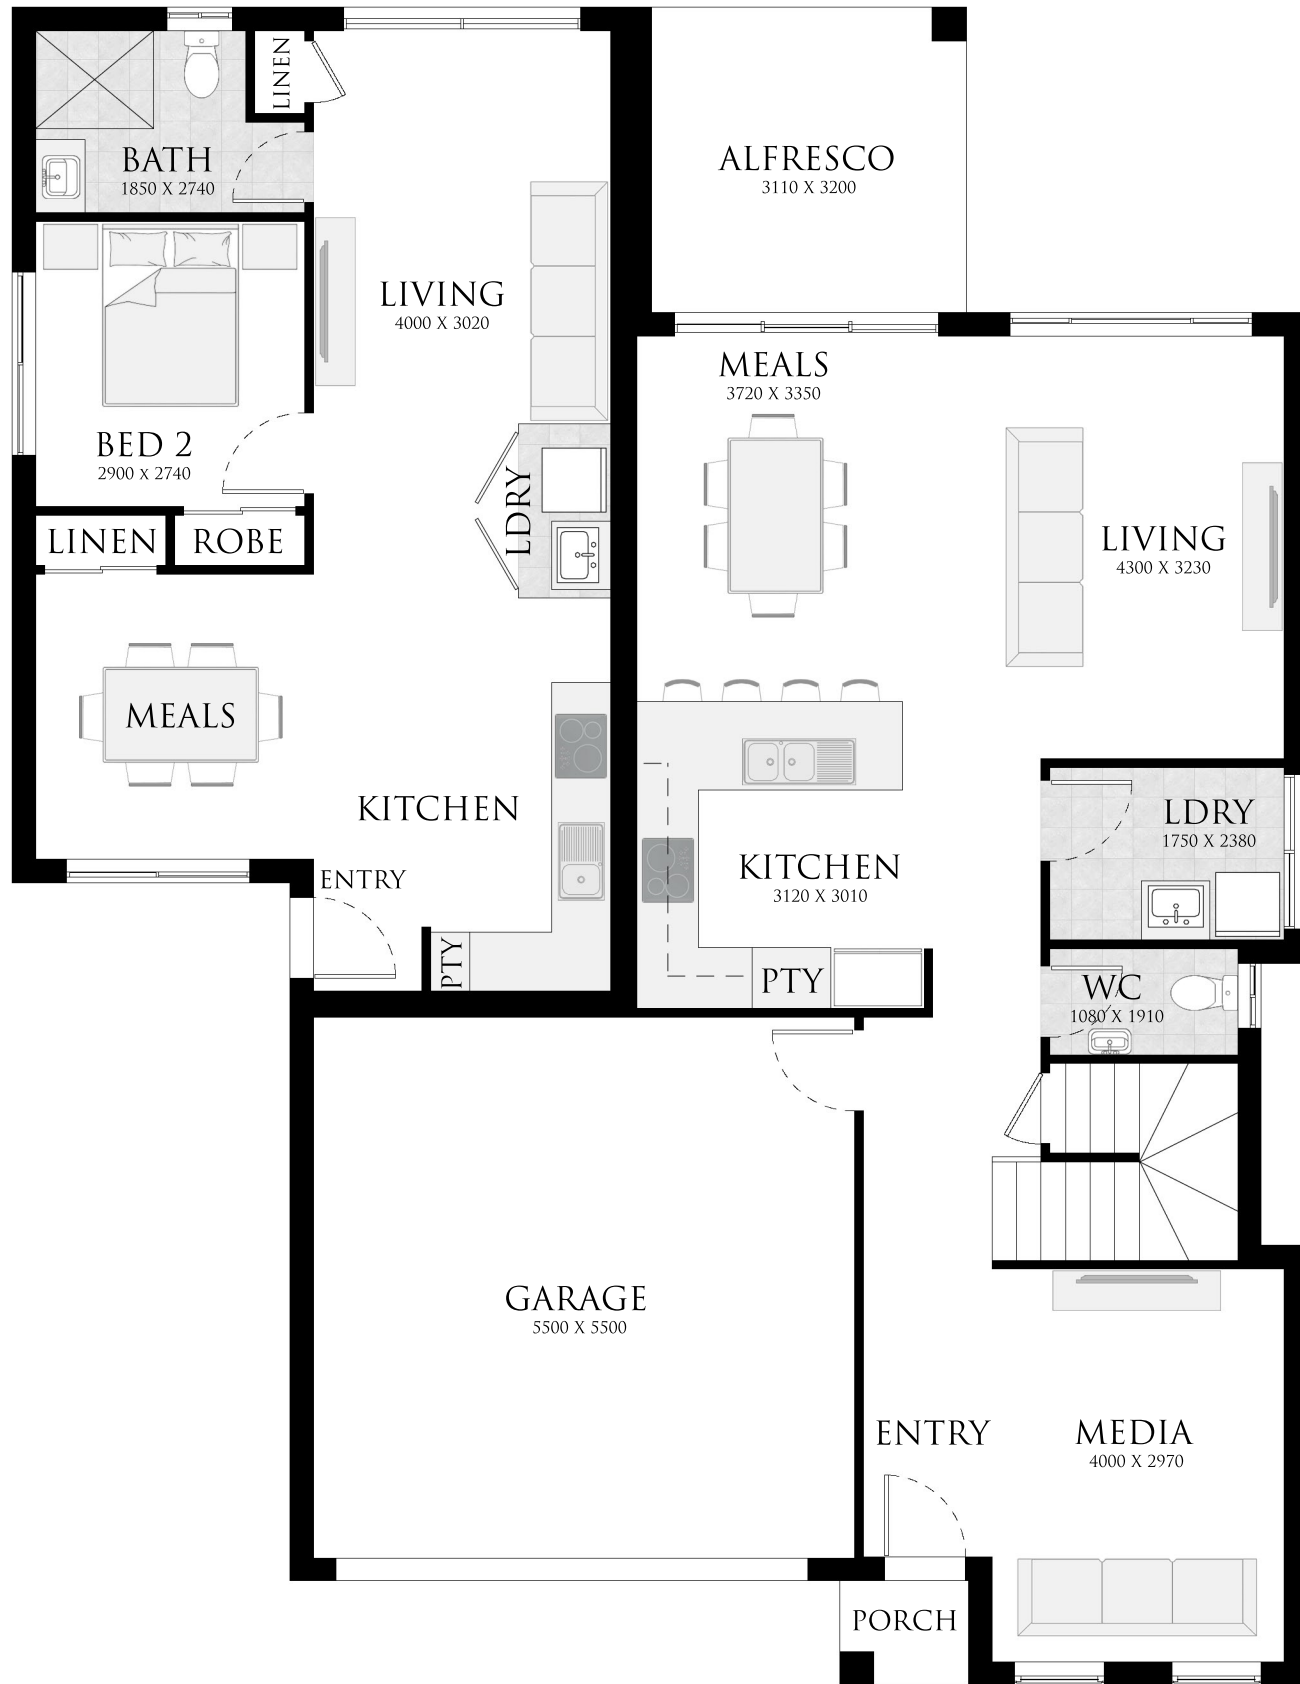 LINEN
BATH
1850 X 2740
ALFRESCO
3110 X 3200
LIVING
4000 X 3020
MEALS
3720 X 3350
BED 2
2900 X 2740
LDRY
LINEN
ROBE
LIVING
4300 X 3230
MEALS
KITCHEN
LDRY
1750 X 2380
KITCHEN
3120 X 3010
ENTRY
PTY
PTY
WC
1080 X 1910
GARAGE
5500 X 5500
ENTRY
MEDIA
4000 X 2970
PORCH